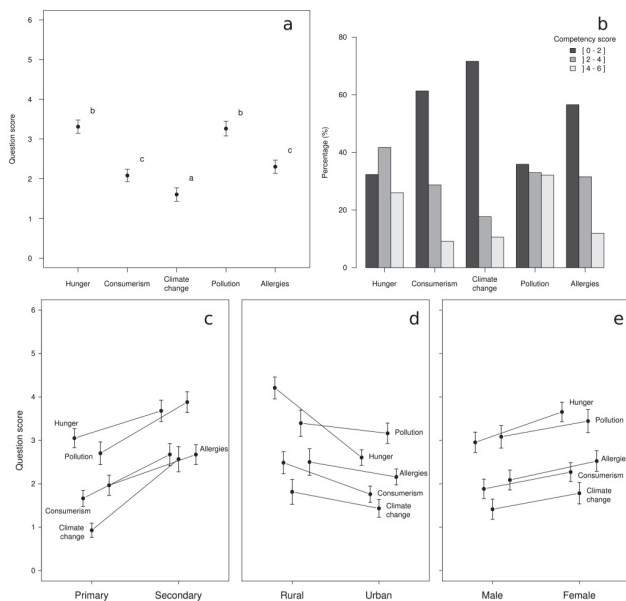 a
Question score
6
5
4
3
2
1
0
b
c
a
b
c
Hunger
Consumerism
Climate
change
Pollution
Allergies
b
Competency score
[ 0 - 2 ]
] 2 - 4 ]
] 4 - 6 ]
Percentage (%)
80
60
40
20
0
Hunger
Consumerism
Climate
change
Pollution
Allergies
c
Question score
6
5
4
3
2
1
0
Hunger
Pollution
Allergies
Consumerism
Climate
change
Primary
Secondary
d
Pollution
Hunger
Allergies
Consumerism
Climate
change
Rural
Urban
e
Hunger
Pollution
Allergies
Consumerism
Climate
change
Male
Female